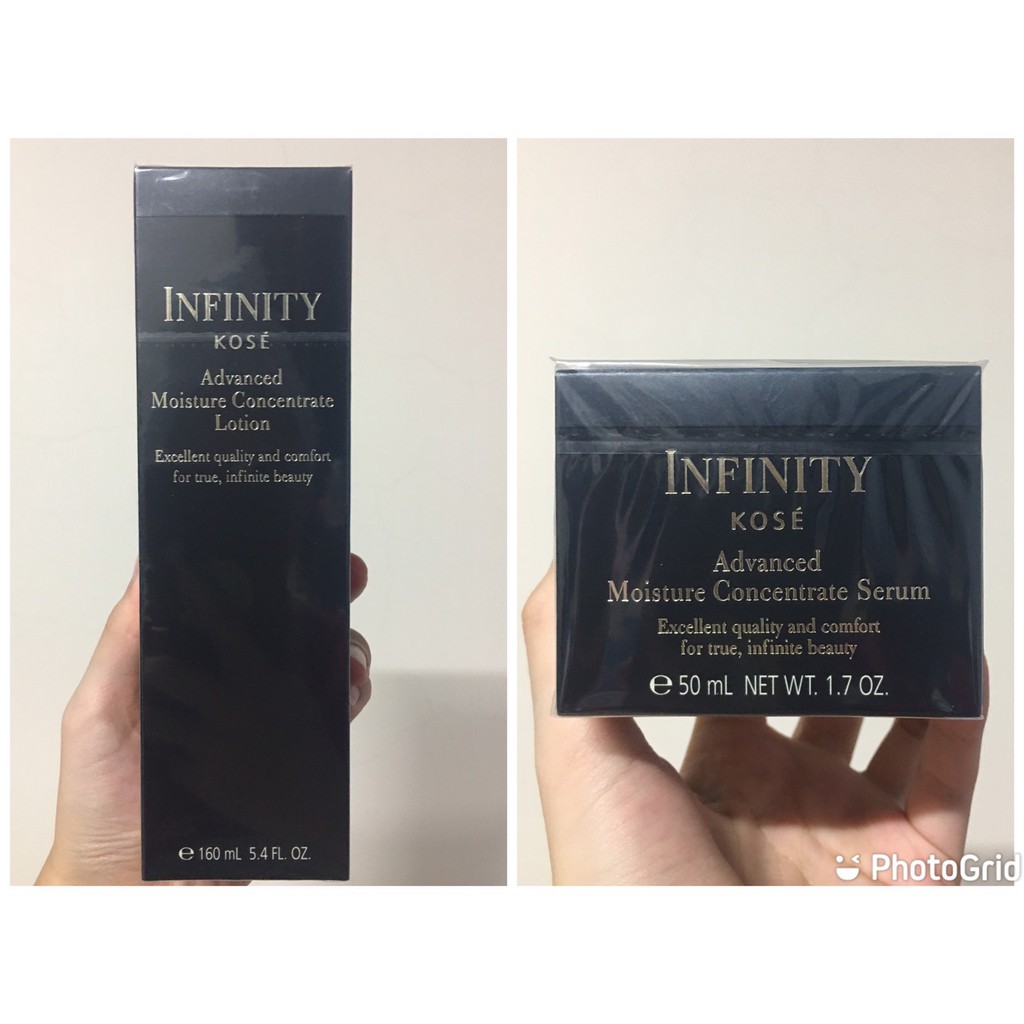 INFINITY
KOSÉ
Advanced
Moisture Concentrate
Lotion
Excellent quality and comfort
for true, infinite beauty
℮ 160 mL 5.4 FL. OZ.
INFINITY
KOSÉ
Advanced
Moisture Concentrate Serum
Excellent quality and comfort
for true, infinite beauty
℮ 50 mL NET WT. 1.7 OZ.
PhotoGrid